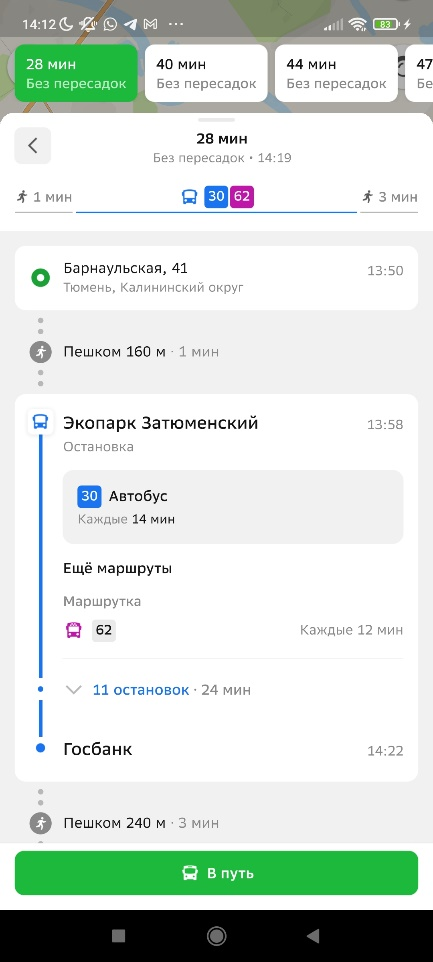 14:12
83
28 мин
Без пересадок
40 мин
Без пересадок
44 мин
Без пересадок
47
Бе
28 мин
Без пересадок • 14:19
1 мин
30 62
3 мин
Барнаульская, 41
13:50
Тюмень, Калининский округ
Пешком 160 м · 1 мин
Экопарк Затюменский
13:58
Остановка
30 Автобус
Каждые 14 мин
Ещё маршруты
Маршрутка
62
Каждые 12 мин
11 остановок · 24 мин
Госбанк
14:22
Пешком 240 м · 3 мин
В путь